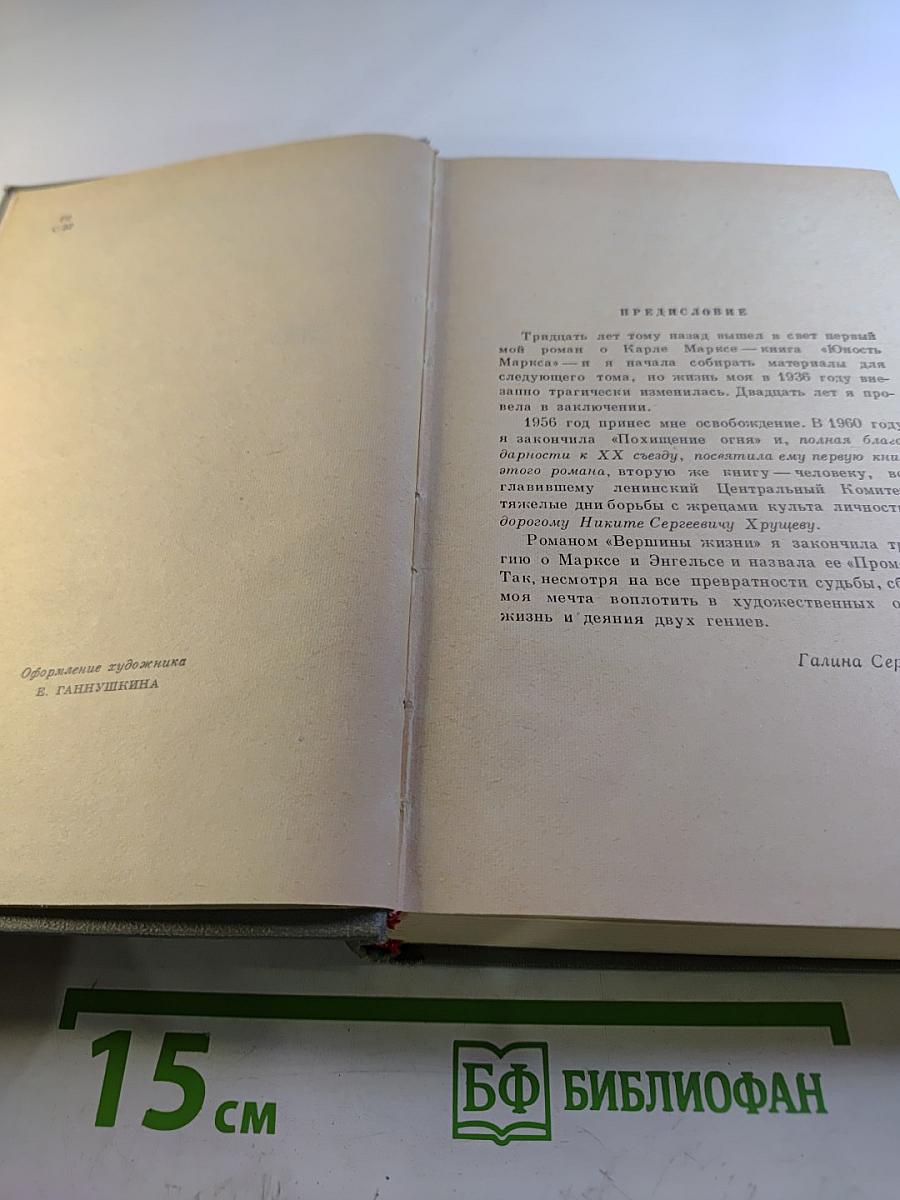 Р2
С 32
Оформление художника
Е. ГАННУШКИНА
ПРЕДИСЛОВИЕ
Тридцать лет тому назад вышел в свет первый
мой роман о Карле Марксе — книга «Юность
Маркса» — и я начала собирать материалы для
следующего тома, но жизнь моя в 1936 году вне-
запно трагически изменилась. Двадцать лет я про-
вела в заключении.
1956 год принес мне освобождение. В 1960 году
я закончила «Похищение огня» и, полная благо
дарности к XX съезду, посвятила ему первую кни
этого романа, вторую же книгу — человеку, во
главившему ленинский Центральный Комите
тяжелые дни борьбы с жрецами культа личност
дорогому Никите Сергеевичу Хрущеву.
Романом «Вершины жизни» я закончила тр
гию о Марксе и Энгельсе и назвала ее «Пром
Так, несмотря на все превратности судьбы, сб
моя мечта воплотить в художественных о
жизнь и деяния двух гениев.
Галина Сер
15 см
БФ БИБЛИОФАН